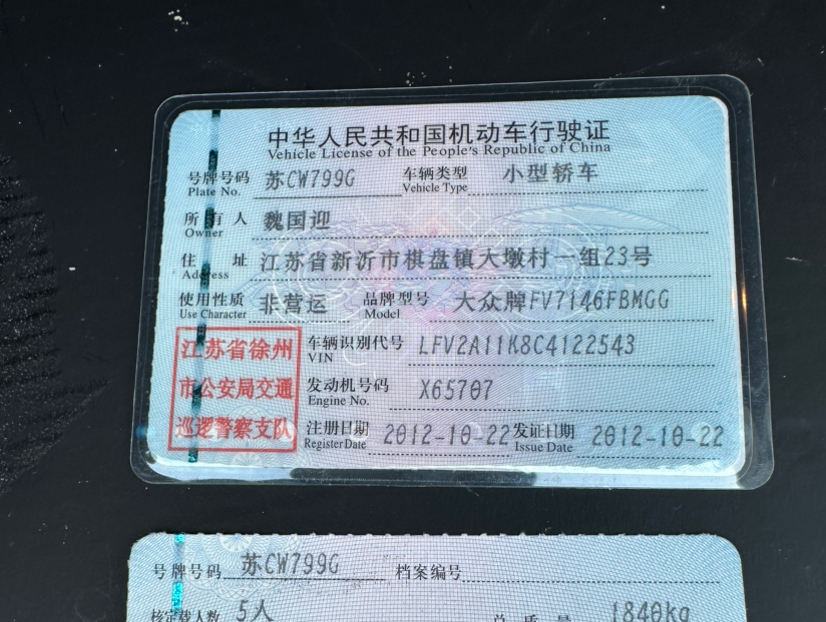 中华人民共和国机动车行驶证
Vehicle License of the People's Republic of China
号牌号码 苏CW799G 车辆类型 小型轿车
Plate No. Vehicle Type
所有人 魏国迎
Owner
住址 江苏省新沂市棋盘镇大墩村一组23号
Address
使用性质 非营运 品牌型号 大众牌FV7146FBMGG
Use Character Model
江苏省徐州
市公安局交通
巡逻警察支队
车辆识别代号 LFV2A11K8C4122543
VIN
发动机号码 X65707
Engine No.
注册日期 2012-10-22 发证日期 2012-10-22
Register Date Issue Date
号牌号码 苏CW799G 档案编号
核定载人数 5人 总质量 1840kg